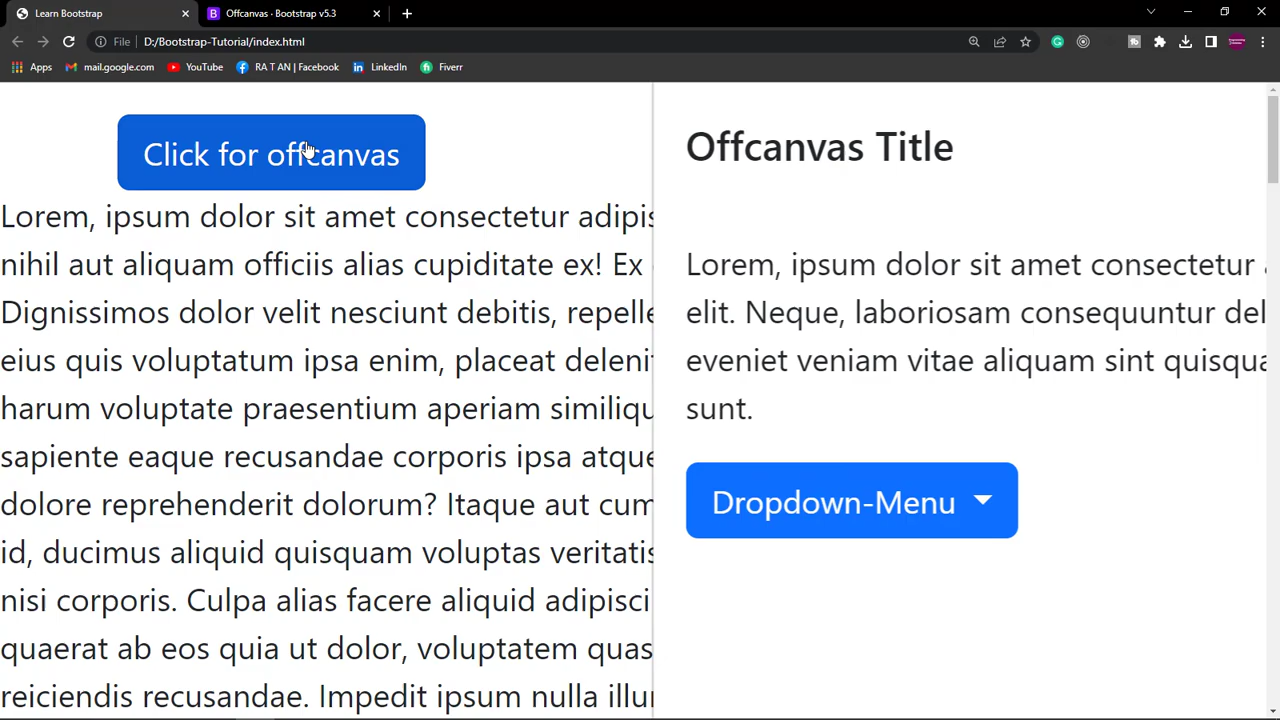 Learn Bootstrap
Offcanvas · Bootstrap v5.3
File
D:/Bootstrap-Tutorial/index.html
Apps
mail.google.com
YouTube
RA T AN | Facebook
LinkedIn
Fiverr
Click for offcanvas
Lorem, ipsum dolor sit amet consectetur adipis
nihil aut aliquam officiis alias cupiditate ex! Ex
Dignissimos dolor velit nesciunt debitis, repelle
eius quis voluptatum ipsa enim, placeat delenit
harum voluptate praesentium aperiam similiqu
sapiente eaque recusandae corporis ipsa atque
dolore reprehenderit dolorum? Itaque aut cum
id, ducimus aliquid quisquam voluptas veritatis
nisi corporis. Culpa alias facere aliquid adipisci
quaerat ab eos quia ut dolor, voluptatem quas
reiciendis recusandae. Impedit ipsum nulla illu
Offcanvas Title
Lorem, ipsum dolor sit amet consectetur
elit. Neque, laboriosam consequuntur del
eveniet veniam vitae aliquam sint quisqua
sunt.
Dropdown-Menu